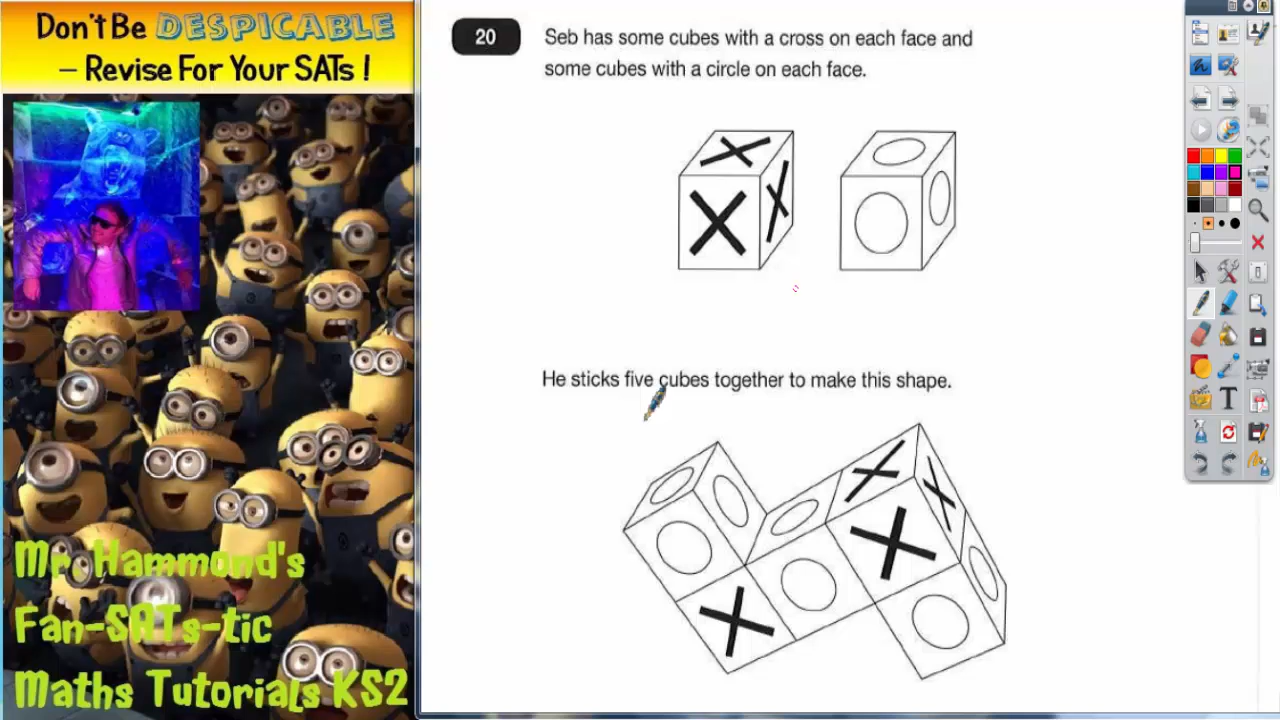 Don't Be DESPICABLE
– Revise For Your SATs !
Mr. Hammond's
Fan-SATs-tic
Maths Tutorials KS2
20
Seb has some cubes with a cross on each face and
some cubes with a circle on each face.
He sticks five cubes together to make this shape.